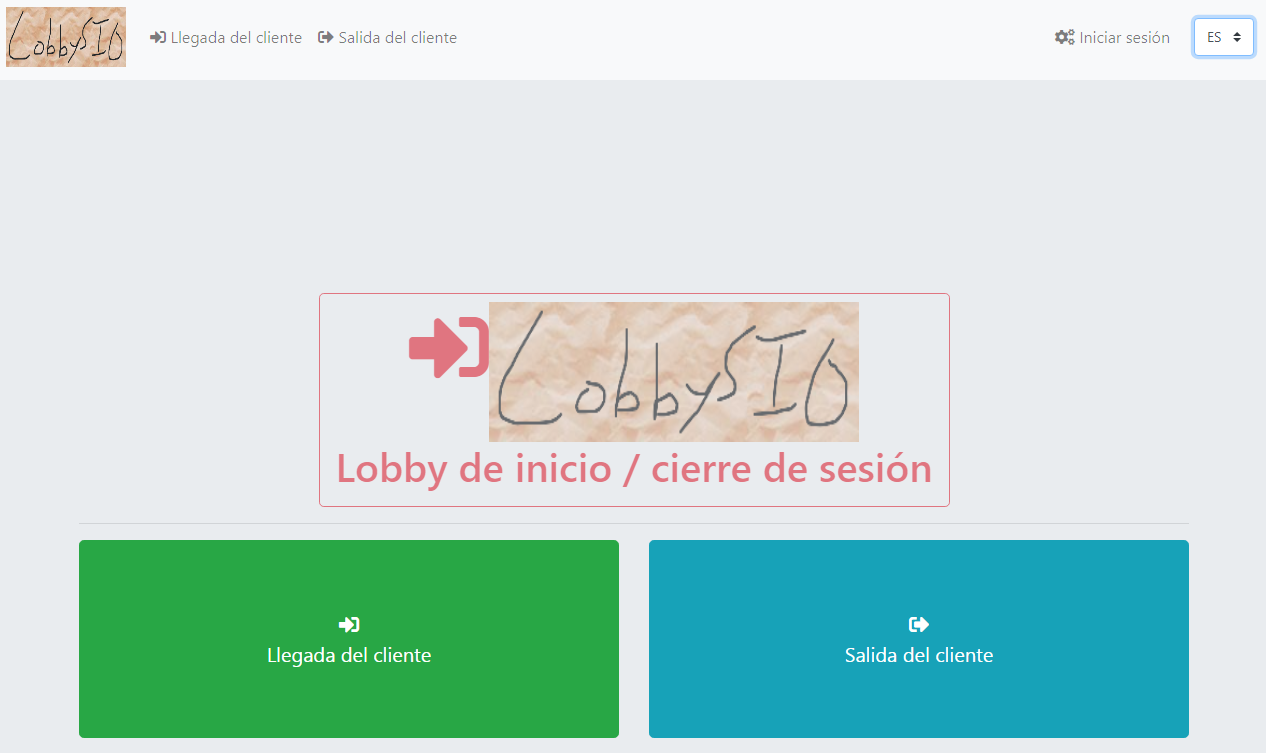 LobbySIO
Llegada del cliente
Salida del cliente
Iniciar sesión
ES
LobbySIO
Lobby de inicio / cierre de sesión
Llegada del cliente
Salida del cliente